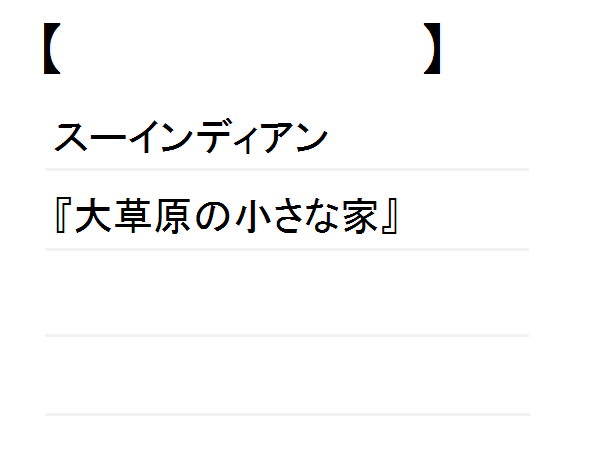 【　　　　　　　　】
スーインディアン
『大草原の小さな家』